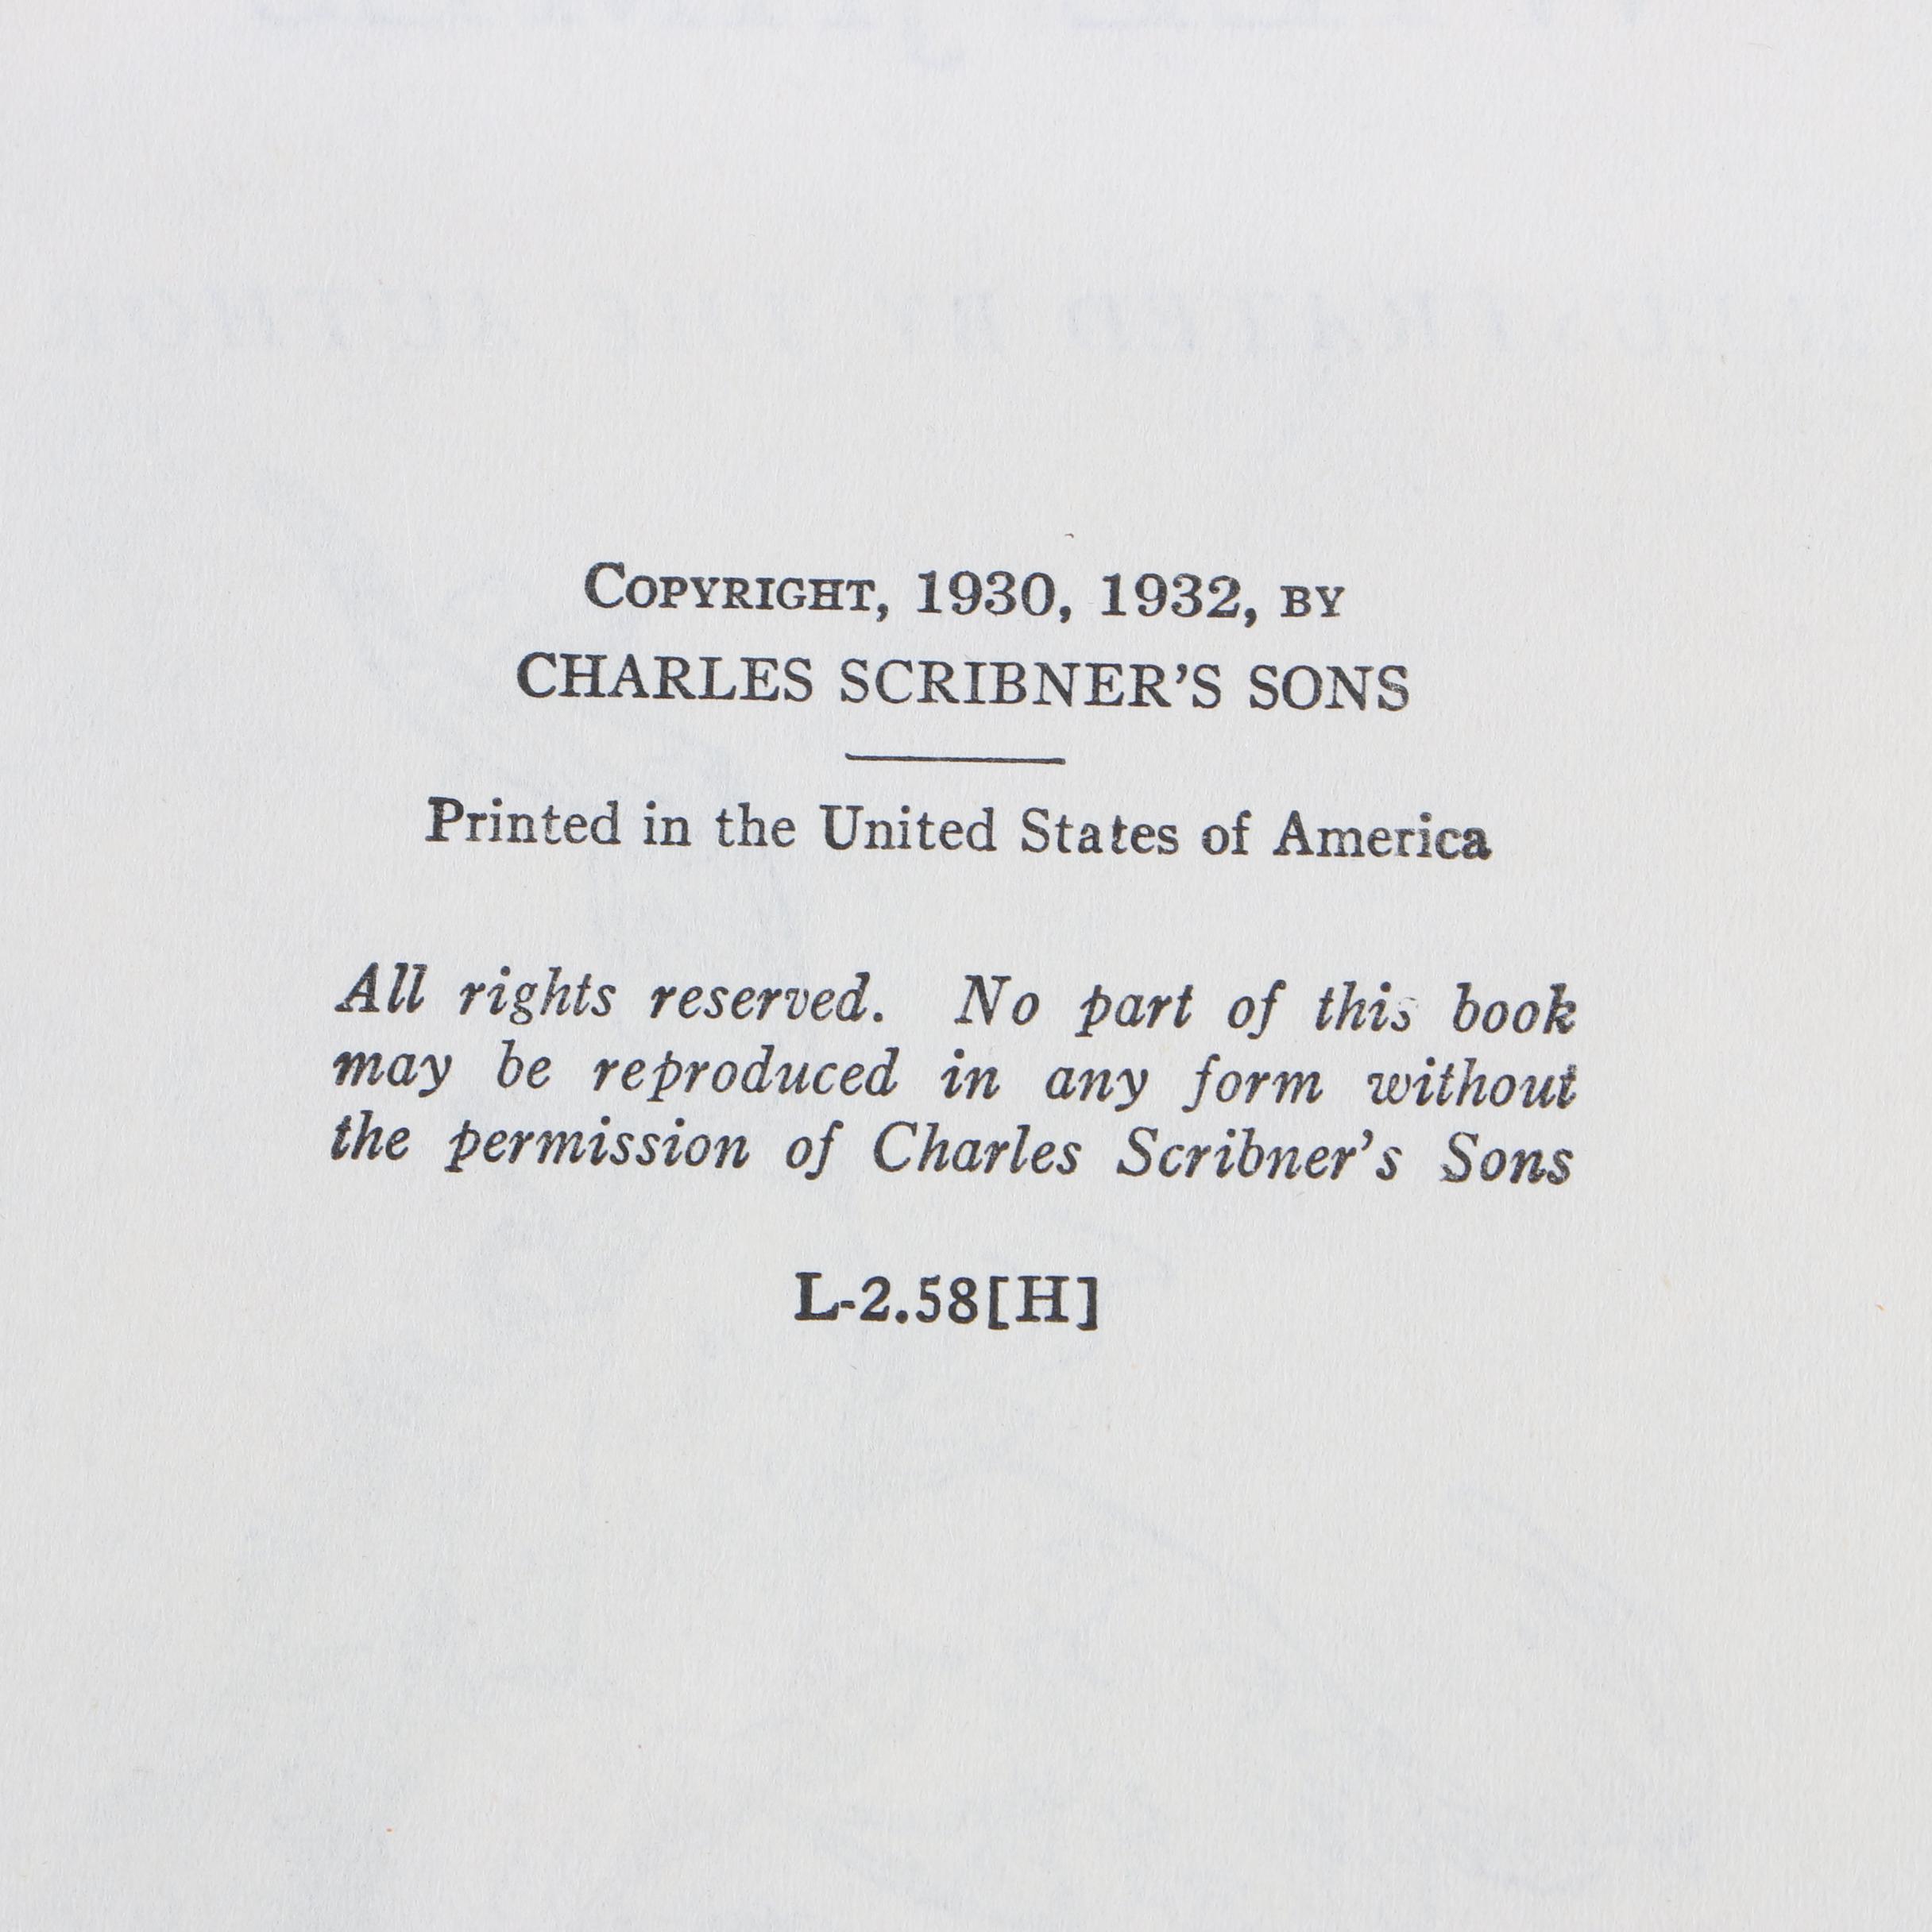 COPYRIGHT, 1930, 1932, BY
CHARLES SCRIBNER'S SONS
Printed in the United States of America
All rights reserved. No part of this book
may be reproduced in any form without
the permission of Charles Scribner's Sons
L-2.58[H]